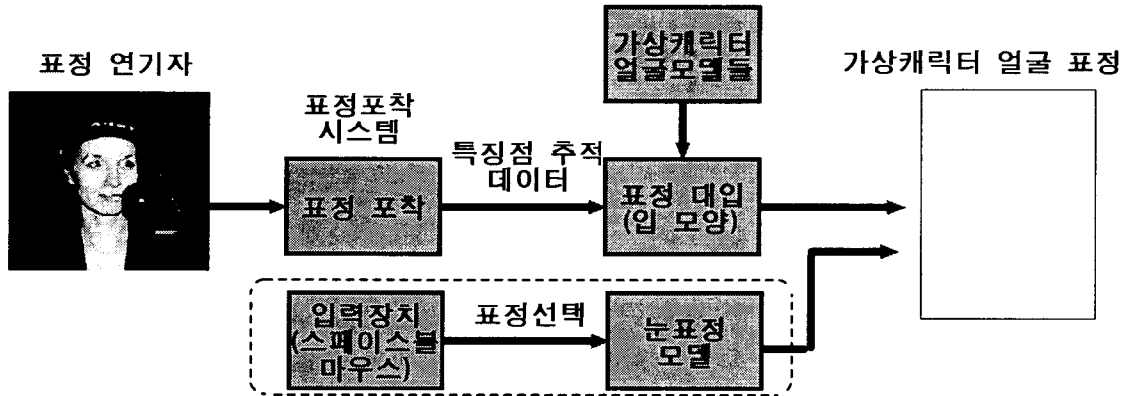 표정 연기자
표정포착
시스템
표정 포착
특징점 추적
데이터
가상캐릭터
얼굴모델들
표정 대입
(입 모양)
가상캐릭터 얼굴 표정
입력장치
(스페이스볼
마우스)
표정선택
눈표정
모델